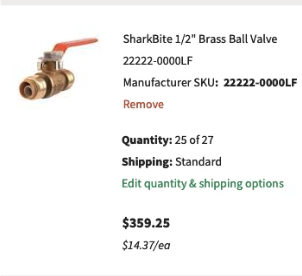 SharkBite 1/2" Brass Ball Valve
22222-0000LF
Manufacturer SKU: 22222-0000LF
Remove
Quantity: 25 of 27
Shipping: Standard
Edit quantity & shipping options
$359.25
$14.37/ea